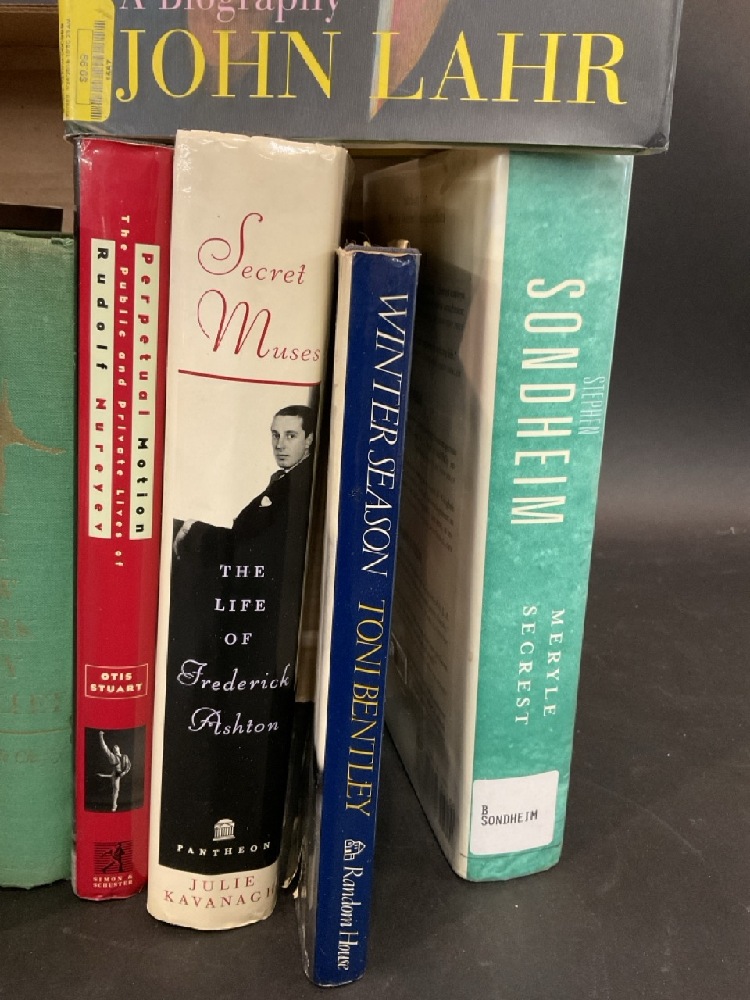 A Biography
JOHN LAHR
Perpetual Motion
The Public and Private Lives of
Rudolf Nureyev
OTIS
STUART
SIMON &
SCHUSTER
Secret
Muses
THE
LIFE
OF
Frederick
Ashton
PANTHEON
JULIE
KAVANAGH
WINTER SEASON TONI BENTLEY
Random House
STEPHEN
SONDHEIM
MERYLE
SECREST
B
SONDHEIM